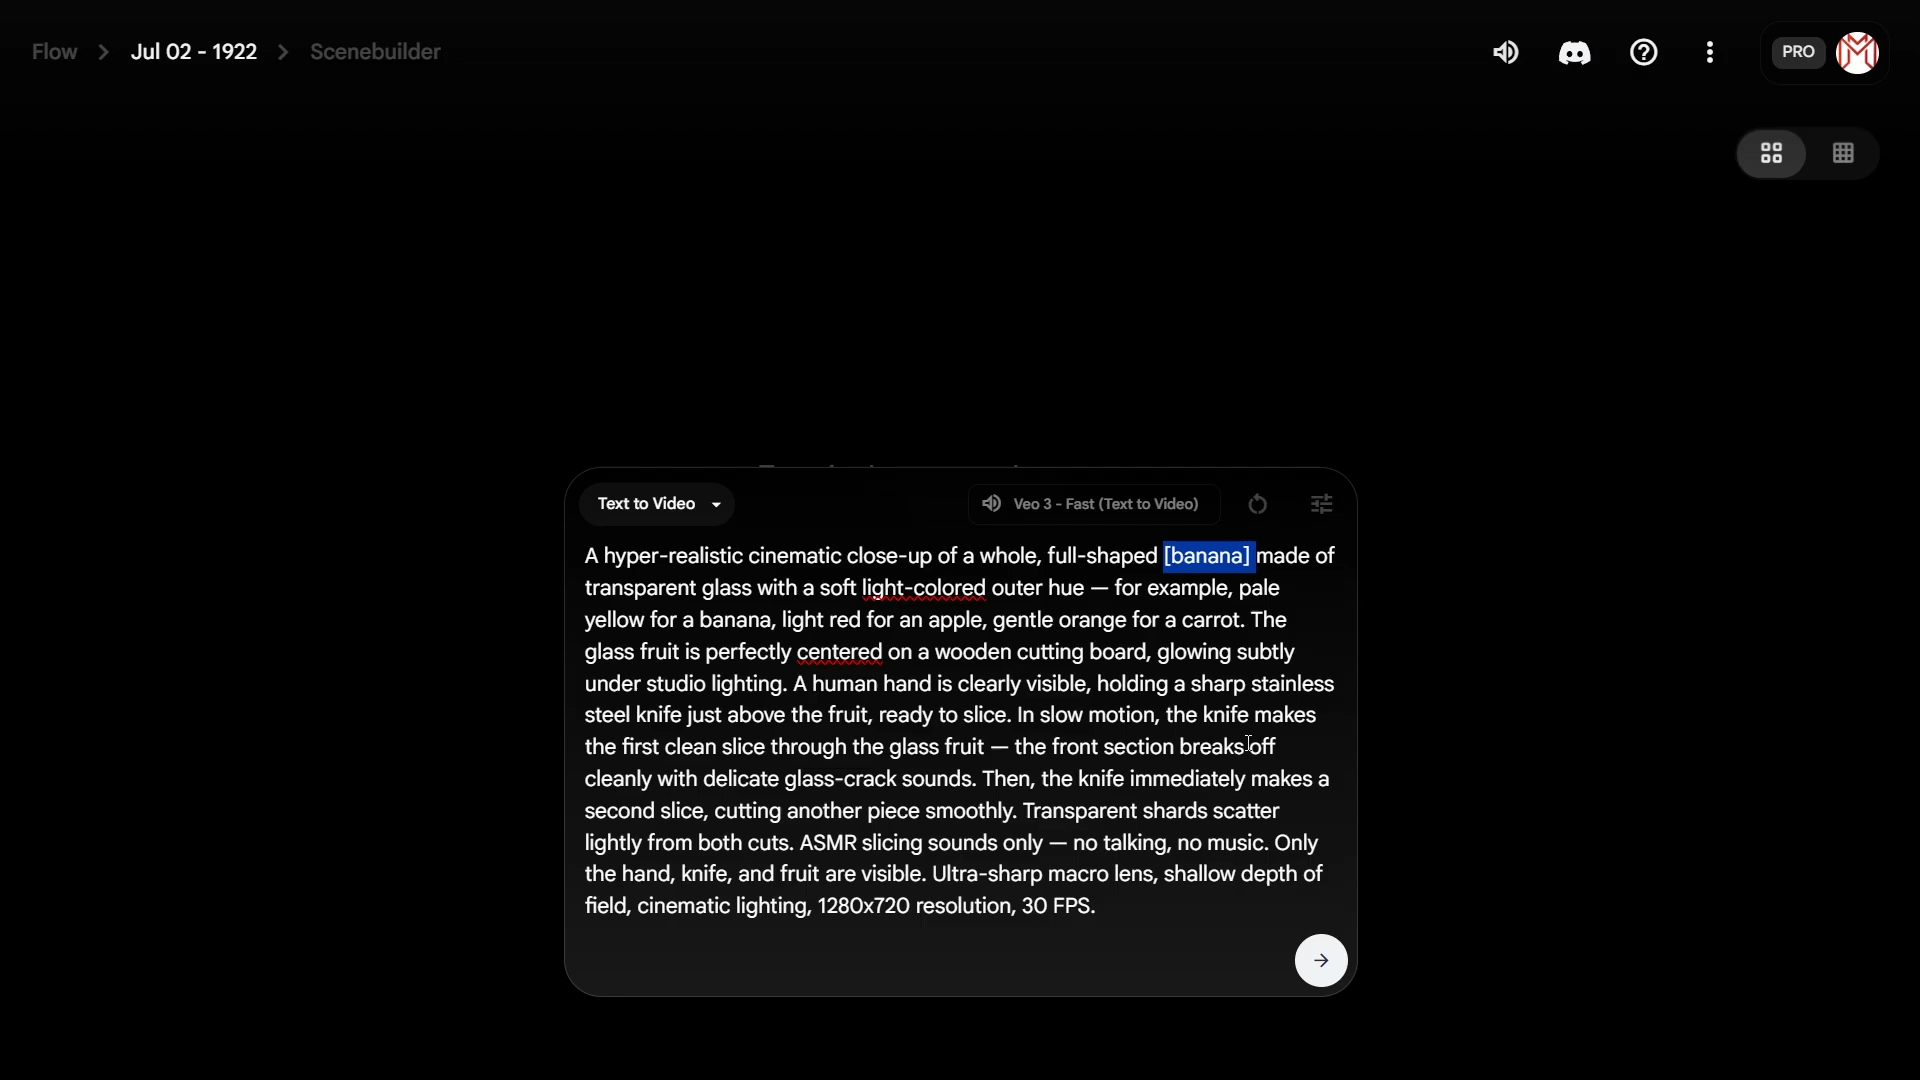 Flow > Jul 02 - 1922 > Scenebuilder
PRO
Text to Video
Veo 3 - Fast (Text to Video)
A hyper-realistic cinematic close-up of a whole, full-shaped [banana] made of
transparent glass with a soft light-colored outer hue — for example, pale
yellow for a banana, light red for an apple, gentle orange for a carrot. The
glass fruit is perfectly centered on a wooden cutting board, glowing subtly
under studio lighting. A human hand is clearly visible, holding a sharp stainless
steel knife just above the fruit, ready to slice. In slow motion, the knife makes
the first clean slice through the glass fruit — the front section breaks off
cleanly with delicate glass-crack sounds. Then, the knife immediately makes a
second slice, cutting another piece smoothly. Transparent shards scatter
lightly from both cuts. ASMR slicing sounds only — no talking, no music. Only
the hand, knife, and fruit are visible. Ultra-sharp macro lens, shallow depth of
field, cinematic lighting, 1280x720 resolution, 30 FPS.